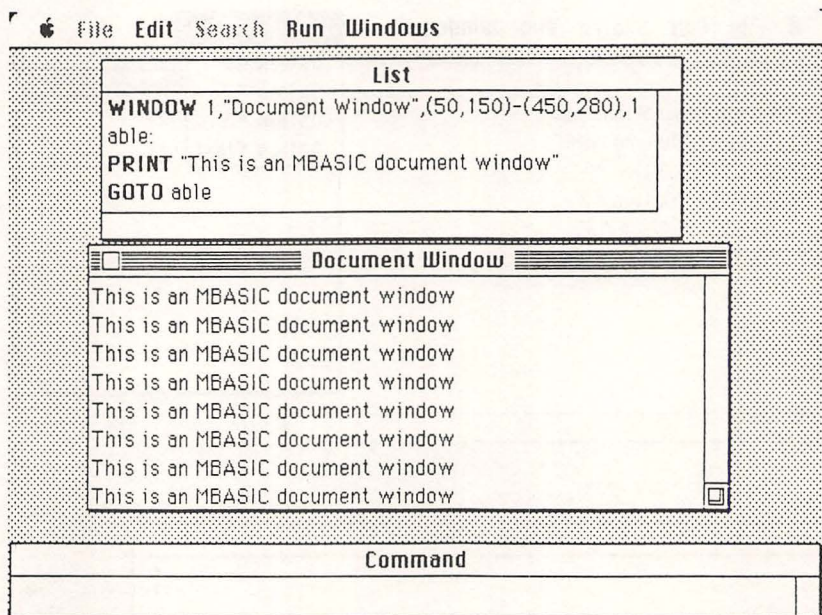 File Edit Search Run Windows
List
WINDOW 1,"Document Window",(50,150)-(450,280),1
able:
PRINT "This is an MBASIC document window"
GOTO able
Document Window
This is an MBASIC document window
This is an MBASIC document window
This is an MBASIC document window
This is an MBASIC document window
This is an MBASIC document window
This is an MBASIC document window
This is an MBASIC document window
This is an MBASIC document window
Command